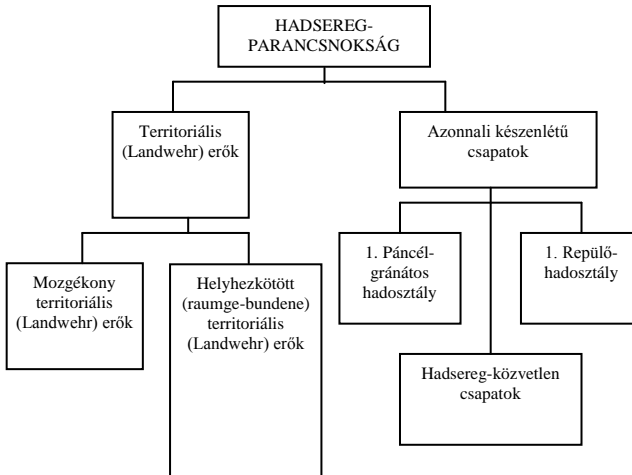 HADSEREG-
PARANCSNOKSÁG
Territoriális
(Landwehr) erők
Azonnali készenlétű
csapatok
Mozgékony
territoriális
(Landwehr) erők
Helyhezkötött
(raumge-bundene)
territoriális
(Landwehr) erők
1. Páncél-
gránátos
hadosztály
1. Repülő-
hadosztály
Hadsereg-közvetlen
csapatok